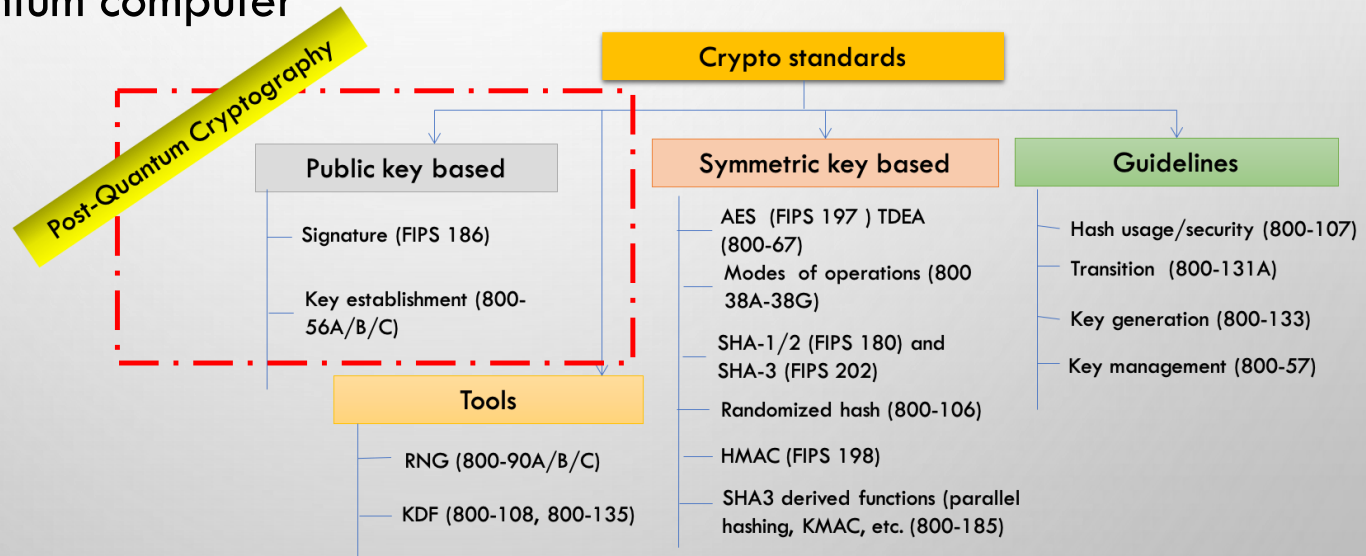 computer
Post-Quantum Cryptography
Crypto standards
Public key based
Signature (FIPS 186)
Key establishment (800-
56A/B/C)
Tools
RNG (800-90A/B/C)
KDF (800-108, 800-135)
Symmetric key based
AES (FIPS 197 ) TDEA
(800-67)
Modes of operations (800
38A-38G)
SHA-1/2 (FIPS 180) and
SHA-3 (FIPS 202)
Randomized hash (800-106)
HMAC (FIPS 198)
SHA3 derived functions (parallel
hashing, KMAC, etc. (800-185)
Guidelines
Hash usage/security (800-107)
Transition (800-131A)
Key generation (800-133)
Key management (800-57)